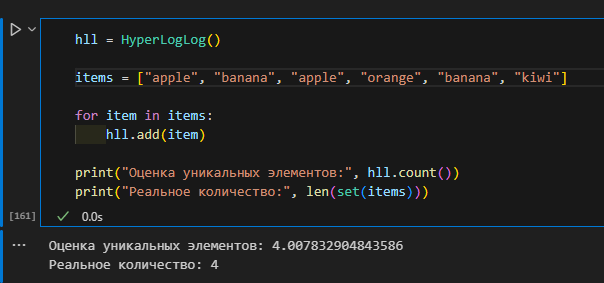 hll = HyperLogLog()
items = ["apple", "banana", "apple", "orange", "banana", "kiwi"]
for item in items:
    hll.add(item)
print("Оценка уникальных элементов:", hll.count())
print("Реальное количество:", len(set(items)))
[161] ✓ 0.0s
... Оценка уникальных элементов: 4.007832904843586
Реальное количество: 4